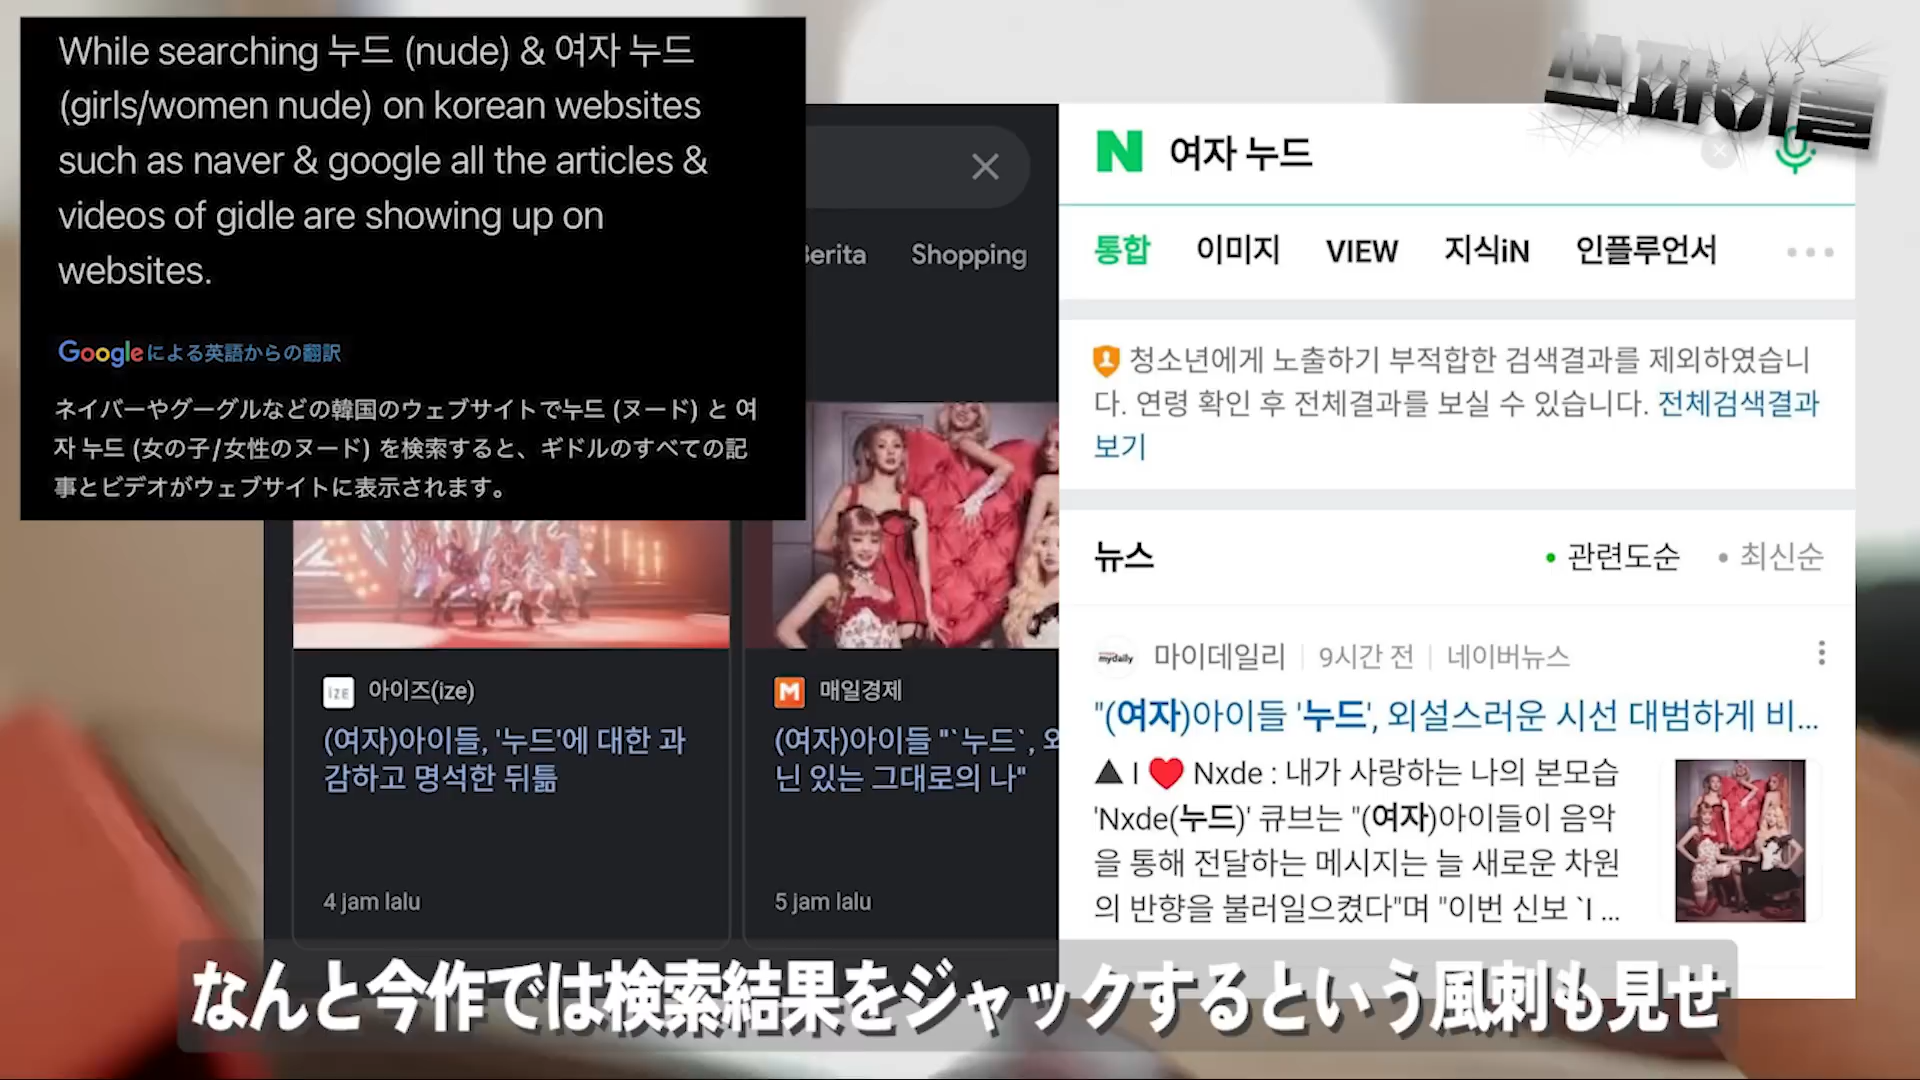 While searching 누드 (nude) & 여자 누드
(girls/women nude) on korean websites
such as naver & google all the articles &
videos of gidle are showing up on
websites.
Googleによる英語からの翻訳
ネイバーやグーグルなどの韓国のウェブサイトで누드 (ヌード) と 여
자 누드 (女の子/女性のヌード) を検索すると、ギドルのすべての記
事とビデオがウェブサイトに表示されます。
쓰파이들
Berita Shopping
ize 아이즈(ize)
(여자)아이들, '누드'에 대한 과
감하고 명석한 뒤틂
4 jam lalu
M 매일경제
(여자)아이들 "`누드`, 외
닌 있는 그대로의 나"
5 jam lalu
N 여자 누드
통합 이미지 VIEW 지식iN 인플루언서
청소년에게 노출하기 부적합한 검색결과를 제외하였습니
다. 연령 확인 후 전체결과를 보실 수 있습니다. 전체검색결과
보기
뉴스 관련도순 최신순
mydaily 마이데일리 9시간 전 네이버뉴스
"(여자)아이들 '누드', 외설스러운 시선 대범하게 비...
▲ I ♥ Nxde : 내가 사랑하는 나의 본모습
'Nxde(누드)' 큐브는 "(여자)아이들이 음악
을 통해 전달하는 메시지는 늘 새로운 차원
의 반향을 불러일으켰다"며 "이번 신보 `I ...
なんと今作では検索結果をジャックするという風刺も見せ